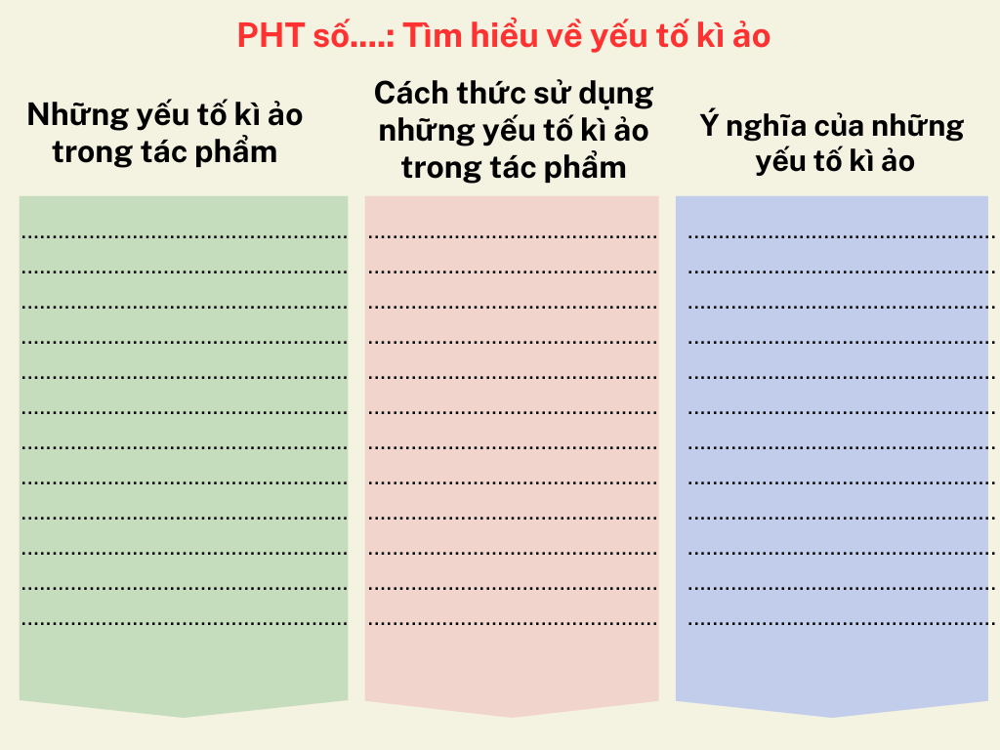 PHT số....: Tìm hiểu về yếu tố kì ảo
Những yếu tố kì ảo
trong tác phẩm
Cách thức sử dụng
những yếu tố kì ảo
trong tác phẩm
Ý nghĩa của những
yếu tố kì ảo